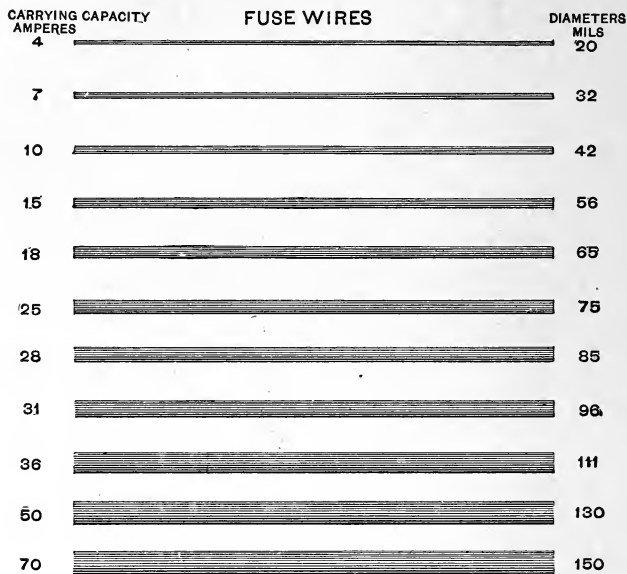 CARRYING CAPACITY
AMPERES
FUSE WIRES
DIAMETERS
MILS
4 20
7 32
10 42
15 56
18 65
25 75
28 85
31 96
36 111
50 130
70 150